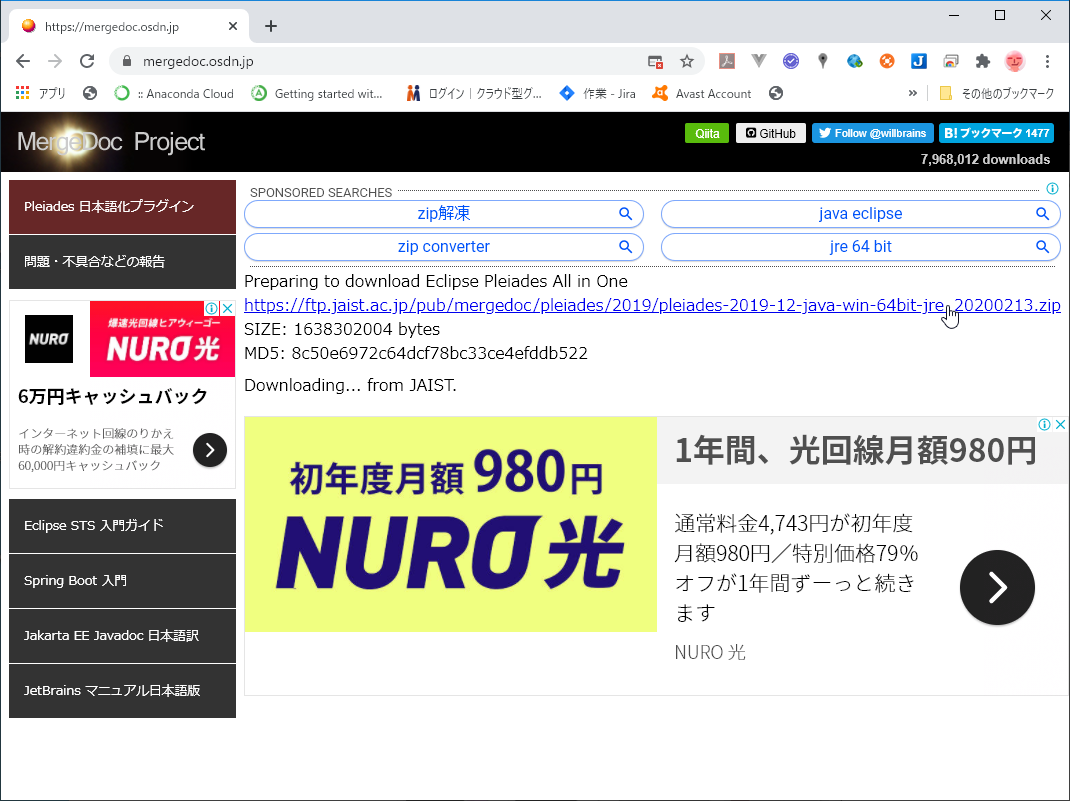 https://mergedoc.osdn.jp
mergedoc.osdn.jp
アプリ
:: Anaconda Cloud
Getting started wit...
ログイン｜クラウド型グ...
作業 - Jira
Avast Account
»
その他のブックマーク
MergeDoc Project
Qiita
GitHub
Follow @willbrains
B! ブックマーク 1477
7,968,012 downloads
Pleiades 日本語化プラグイン
問題・不具合などの報告
NURO
爆速光回線ヒアウィーゴー
NURO 光
6万円キャッシュバック
インターネット回線のりかえ
時の解約違約金の補填に最大
60,000円キャッシュバック
Eclipse STS 入門ガイド
Spring Boot 入門
Jakarta EE Javadoc 日本語訳
JetBrains マニュアル日本語版
SPONSORED SEARCHES
zip解凍
java eclipse
zip converter
jre 64 bit
Preparing to download Eclipse Pleiades All in One
https://ftp.jaist.ac.jp/pub/mergedoc/pleiades/2019/pleiades-2019-12-java-win-64bit-jre_20200213.zip
SIZE: 1638302004 bytes
MD5: 8c50e6972c64dcf78bc33ce4efddb522
Downloading... from JAIST.
初年度月額 980円
NURO 光
1年間、光回線月額980円
通常料金4,743円が初年度
月額980円／特別価格79%
オフが1年間ずーっと続き
ます
NURO 光